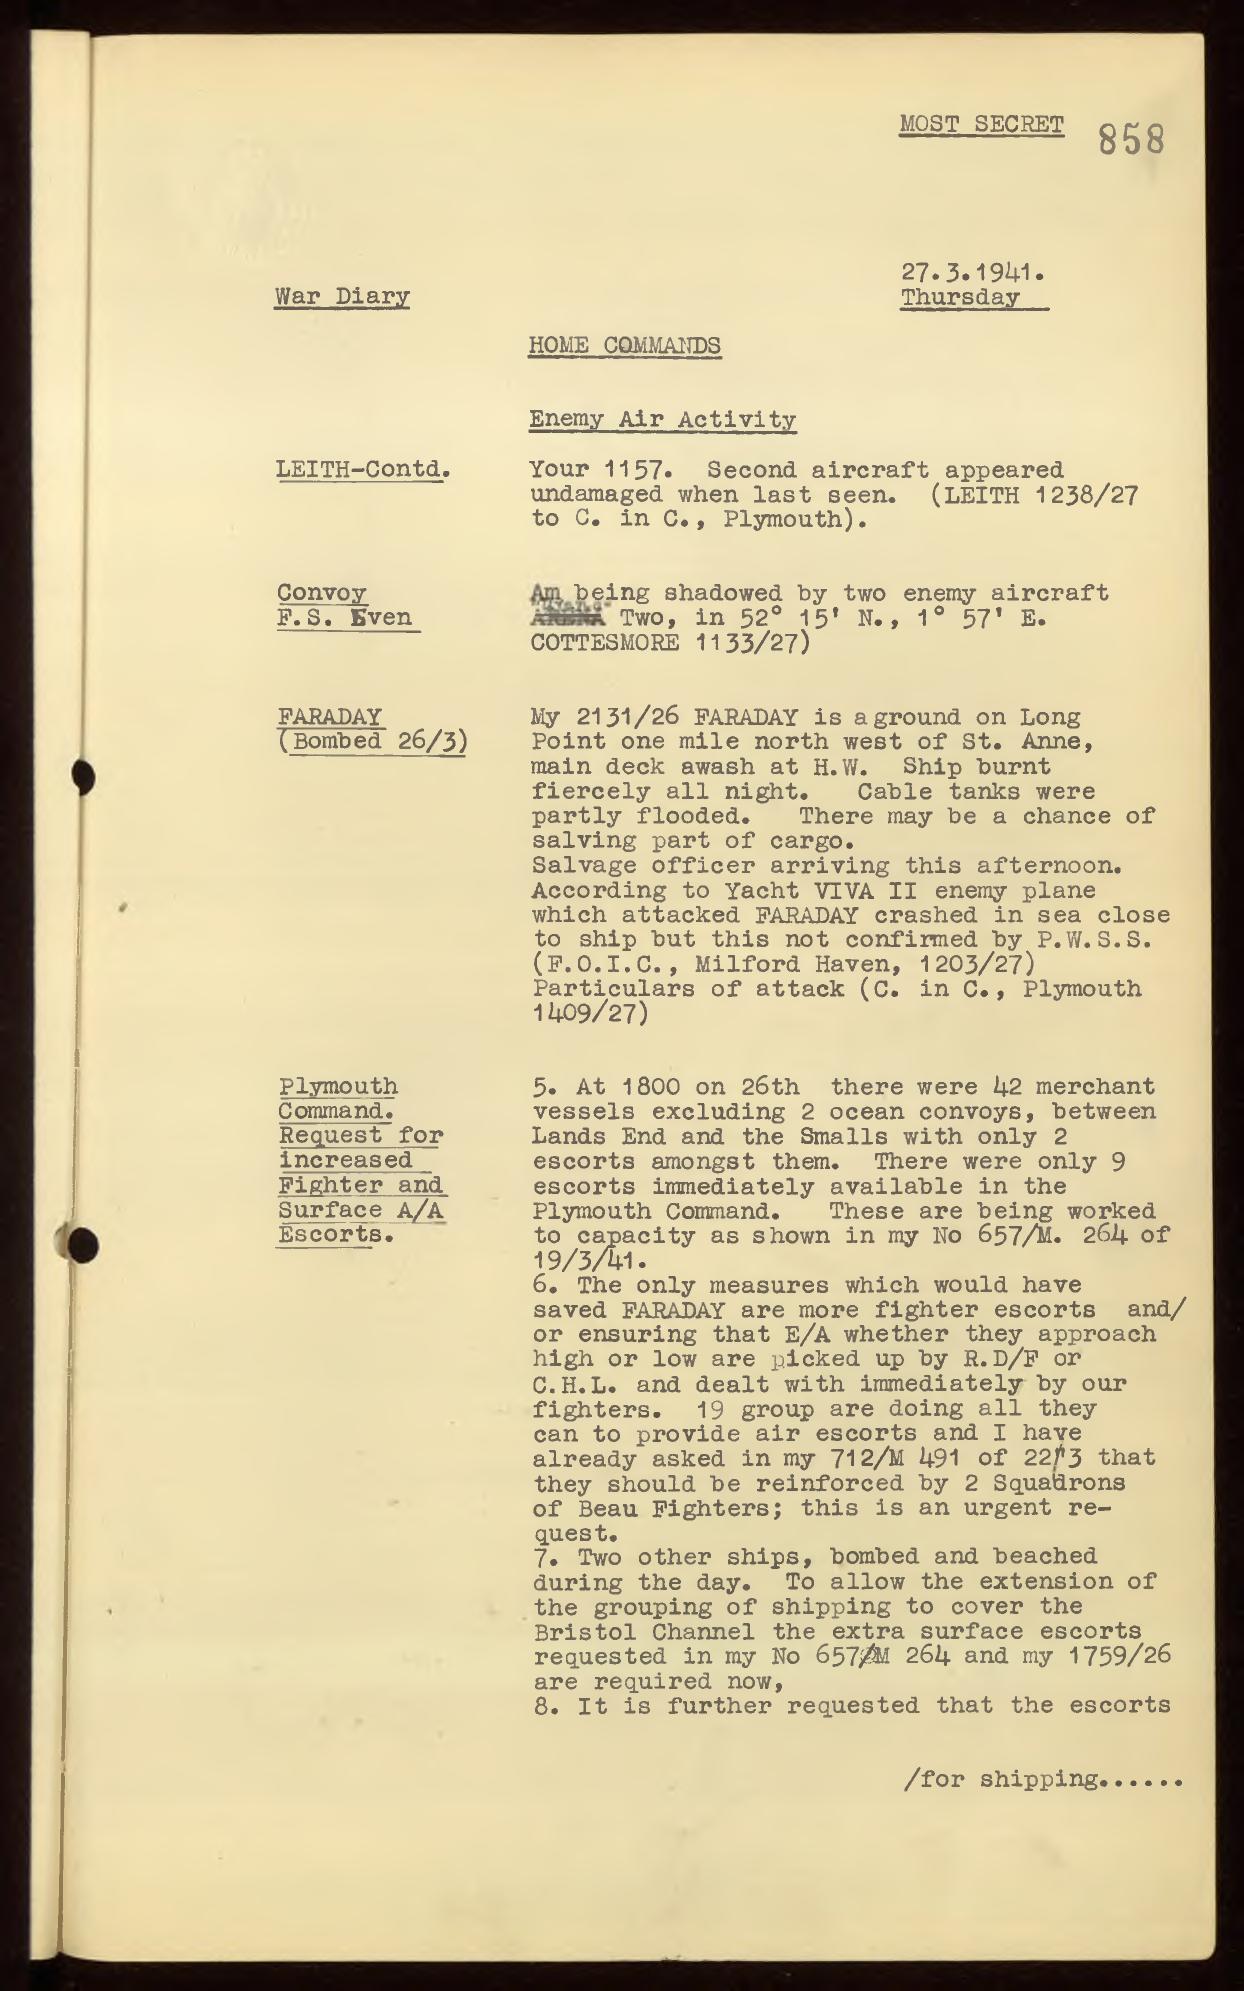 MOST SECRET
858
27.3.1941.
War Diary
Thursday
HOME COMMANDS
Enemy Air Activity
LEITH-Contd.
Your 1157. Second aircraft appeared
undamaged when last seen. (LEITH 1238/27
to C. in C., Plymouth).
Convoy
F.S. Even
Am being shadowed by two enemy aircraft
Two, in 52° 15' N., 1° 57' E.
COTTESMORE 1133/27)
FARADAY
(Bombed 26/3)
My 2131/26 FARADAY is aground on Long
Point one mile north west of St. Anne,
main deck awash at H.W. Ship burnt
fiercely all night. Cable tanks were
partly flooded. There may be a chance of
salving part of cargo.
Salvage officer arriving this afternoon.
According to Yacht VIVA II enemy plane
which attacked FARADAY crashed in sea close
to ship but this not confirmed by P.W.S.S.
(F.O.I.C., Milford Haven, 1203/27)
Particulars of attack (C. in C., Plymouth
1409/27)
Plymouth
Command.
Request for
increased
Fighter and
Surface A/A
Escorts.
5. At 1800 on 26th there were 42 merchant
vessels excluding 2 ocean convoys, between
Lands End and the Smalls with only 2
escorts amongst them. There were only 9
escorts immediately available in the
Plymouth Command. These are being worked
to capacity as shown in my No 657/M. 264 of
19/3/41.
6. The only measures which would have
saved FARADAY are more fighter escorts and/
or ensuring that E/A whether they approach
high or low are picked up by R.D/F or
C.H.L. and dealt with immediately by our
fighters. 19 group are doing all they
can to provide air escorts and I have
already asked in my 712/M 491 of 22/3 that
they should be reinforced by 2 Squadrons
of Beau Fighters; this is an urgent re-
quest.
7. Two other ships, bombed and beached
during the day. To allow the extension of
the grouping of shipping to cover the
Bristol Channel the extra surface escorts
requested in my No 657/M 264 and my 1759/26
are required now,
8. It is further requested that the escorts
/for shipping......